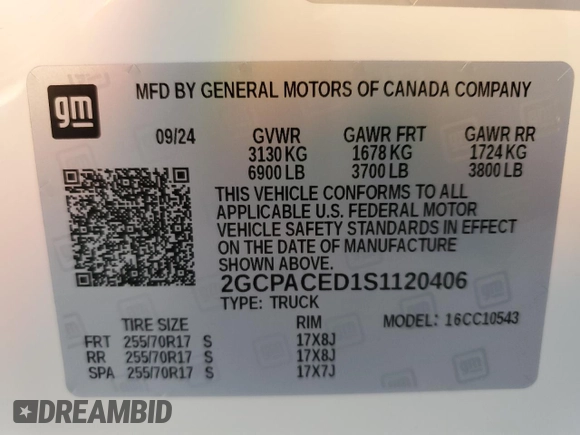 gm
MFD BY GENERAL MOTORS OF CANADA COMPANY
09/24 GVWR GAWR FRT GAWR RR
3130 KG 1678 KG 1724 KG
6900 LB 3700 LB 3800 LB
THIS VEHICLE CONFORMS TO ALL
APPLICABLE U.S. FEDERAL MOTOR
VEHICLE SAFETY STANDARDS IN EFFECT
ON THE DATE OF MANUFACTURE
SHOWN ABOVE.
2GCPACED1S1120406
TYPE: TRUCK
MODEL: 16CC10543
TIRE SIZE RIM
FRT 255/70R17 S 17X8J
RR 255/70R17 S 17X8J
SPA 255/70R17 S 17X7J
DREAMBID